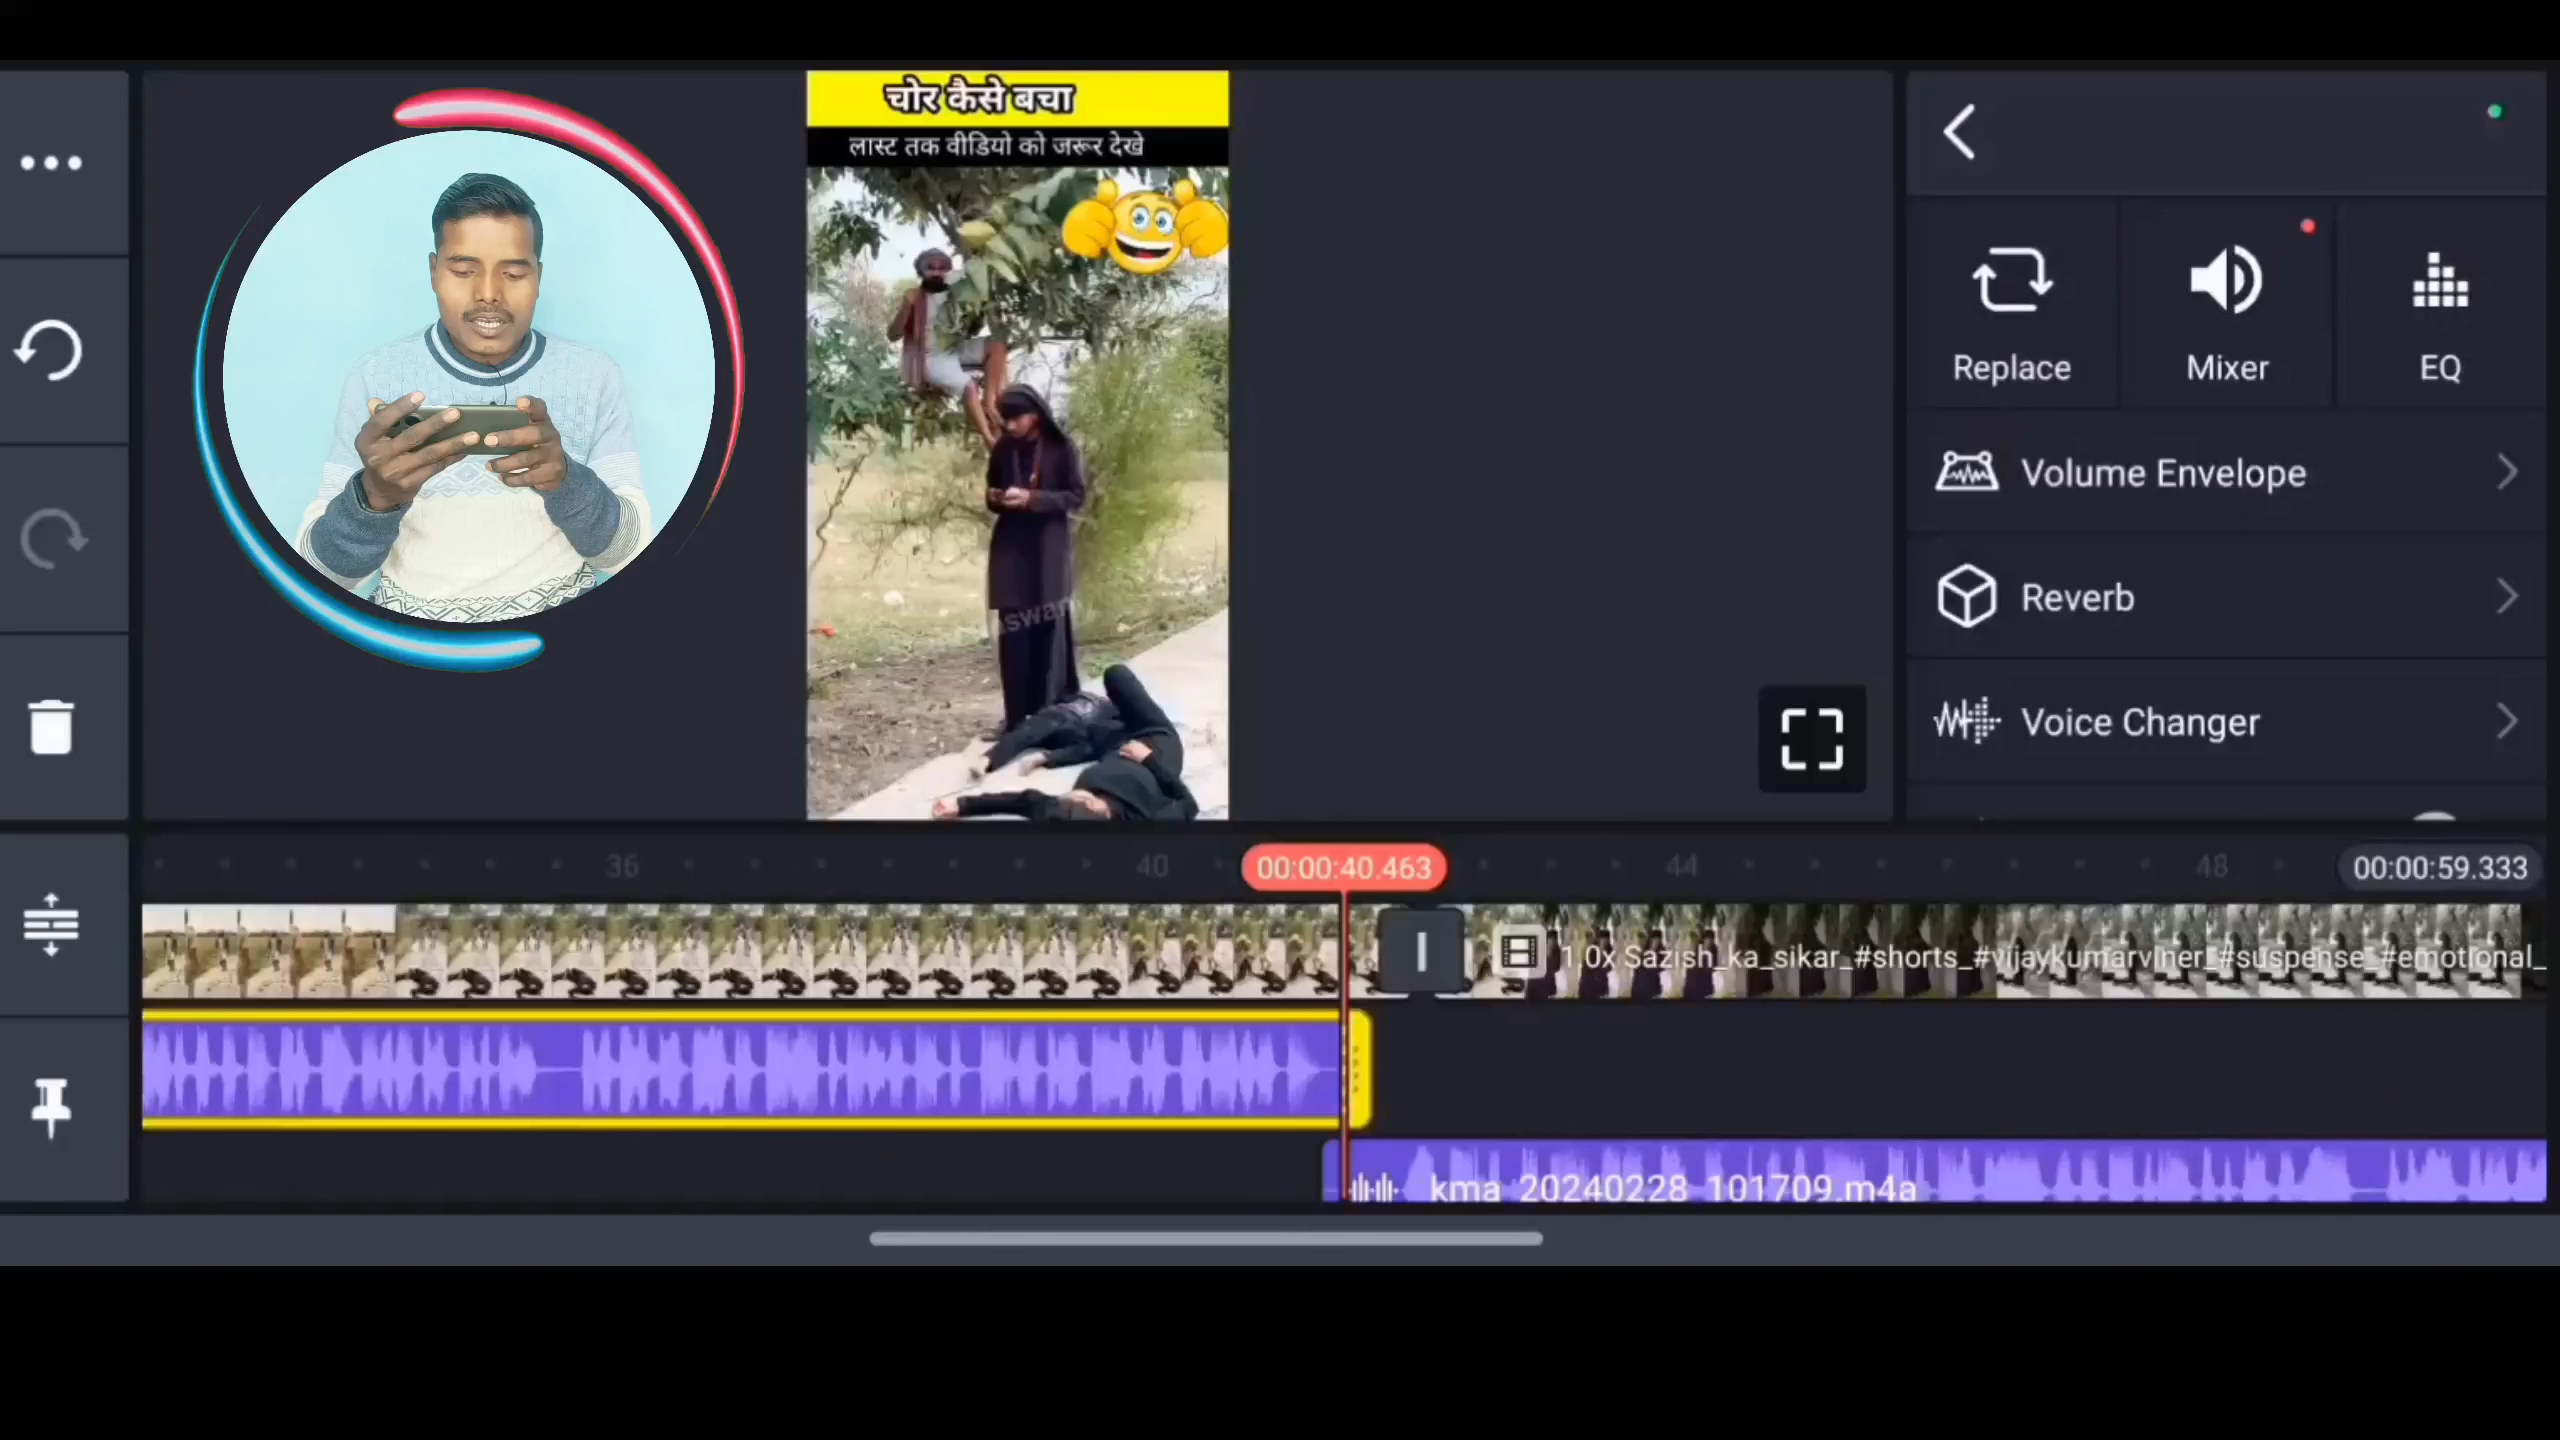 चोर कैसे बचा
लास्ट तक वीडियो को जरूर देखे
Replace
Mixer
EQ
Volume Envelope
Reverb
Voice Changer
36
40
00:00:40.463
44
48
00:00:59.333
1.0x Sazish_ka_sikar_#shorts_#vijaykumarviner_#suspense_#emotional_
kma_20240228_101709.m4a